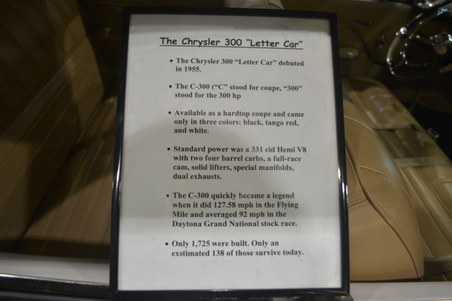 The Chrysler 300 "Letter Car"
• The Chrysler 300 "Letter Car" debuted
in 1955.
• The C-300 ("C" stood for coupe, "300"
stood for the 300 hp
• Available as a hardtop coupe and came
only in three colors: black, tango red,
and white.
• Standard power was a 331 cid Hemi V8
with two four barrel carbs, a full-race
cam, solid lifters, special manifolds,
dual exhausts.
• The C-300 quickly became a legend
when it did 127.58 mph in the Flying
Mile and averaged 92 mph in the
Daytona Grand National stock race.
• Only 1,725 were built. Only an
exstimated 138 of those survive today.